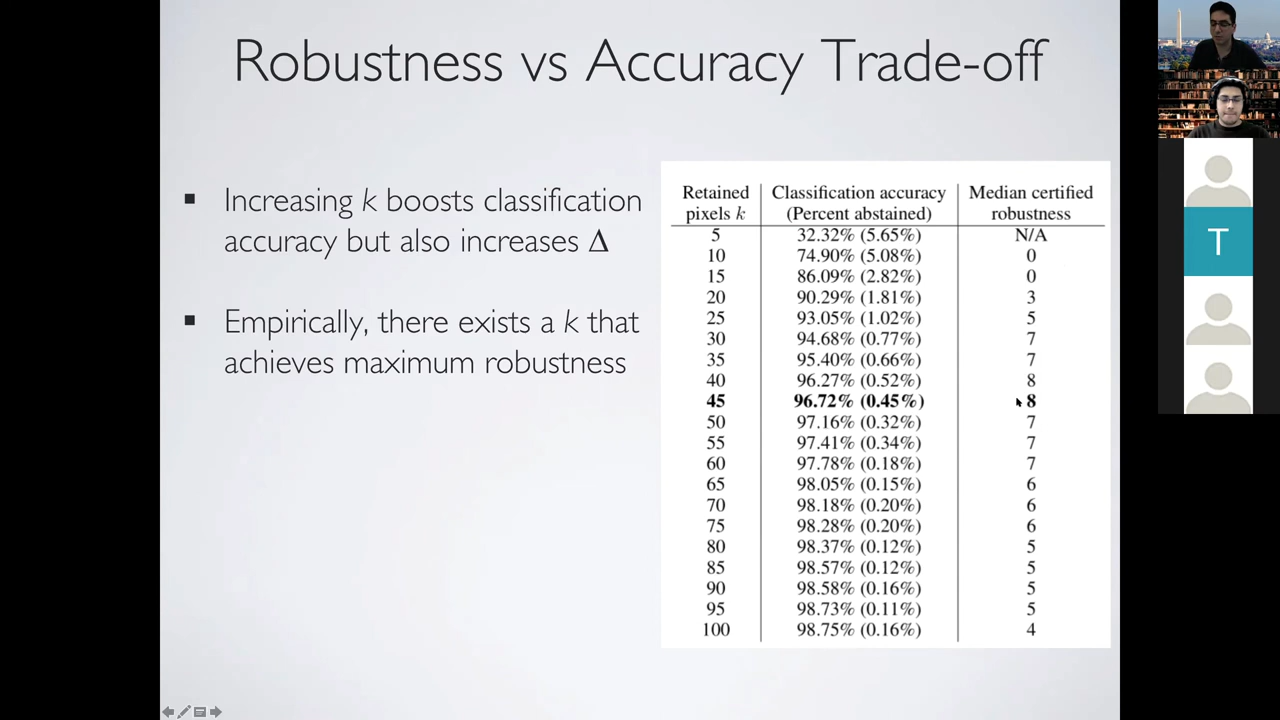 Robustness vs Accuracy Trade-off
▪ Increasing k boosts classification
accuracy but also increases Δ
▪ Empirically, there exists a k that
achieves maximum robustness
Retained Classification accuracy Median certified
pixels k (Percent abstained) robustness
5 32.32% (5.65%) N/A
10 74.90% (5.08%) 0
15 86.09% (2.82%) 0
20 90.29% (1.81%) 3
25 93.05% (1.02%) 5
30 94.68% (0.77%) 7
35 95.40% (0.66%) 7
40 96.27% (0.52%) 8
45 96.72% (0.45%) 8
50 97.16% (0.32%) 7
55 97.41% (0.34%) 7
60 97.78% (0.18%) 7
65 98.05% (0.15%) 6
70 98.18% (0.20%) 6
75 98.28% (0.20%) 6
80 98.37% (0.12%) 5
85 98.57% (0.12%) 5
90 98.58% (0.16%) 5
95 98.73% (0.11%) 5
100 98.75% (0.16%) 4
T